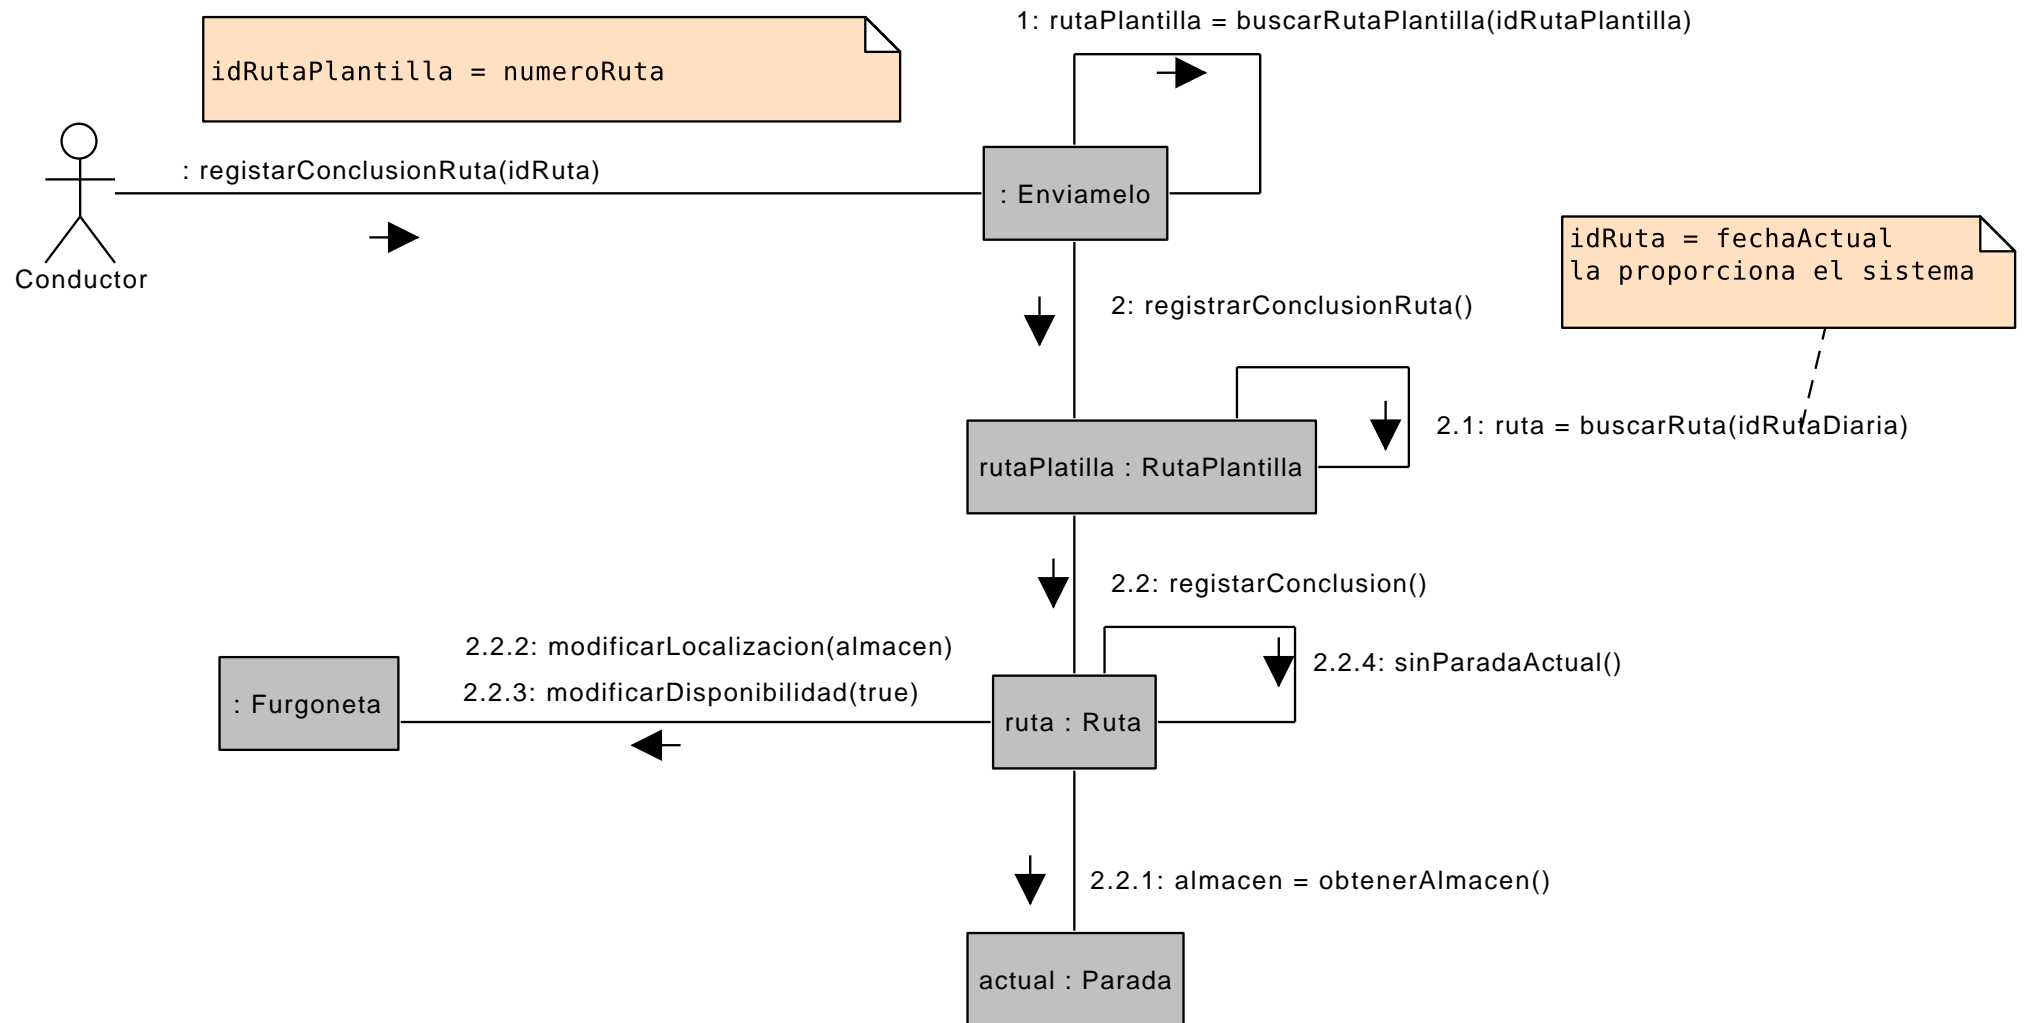 1: rutaPlantilla = buscarRutaPlantilla(idRutaPlantilla)
idRutaPlantilla = numeroRuta
: registarConclusionRuta(idRuta)
: Enviamelo
Conductor
idRuta = fechaActual
la proporciona el sistema
2: registrarConclusionRuta()
2.1: ruta = buscarRuta(idRutaDiaria)
rutaPlatilla : RutaPlantilla
2.2: registarConclusion()
2.2.2: modificarLocalizacion(almacen)
2.2.4: sinParadaActual()
2.2.3: modificarDisponibilidad(true)
: Furgoneta
ruta : Ruta
2.2.1: almacen = obtenerAlmacen()
actual : Parada